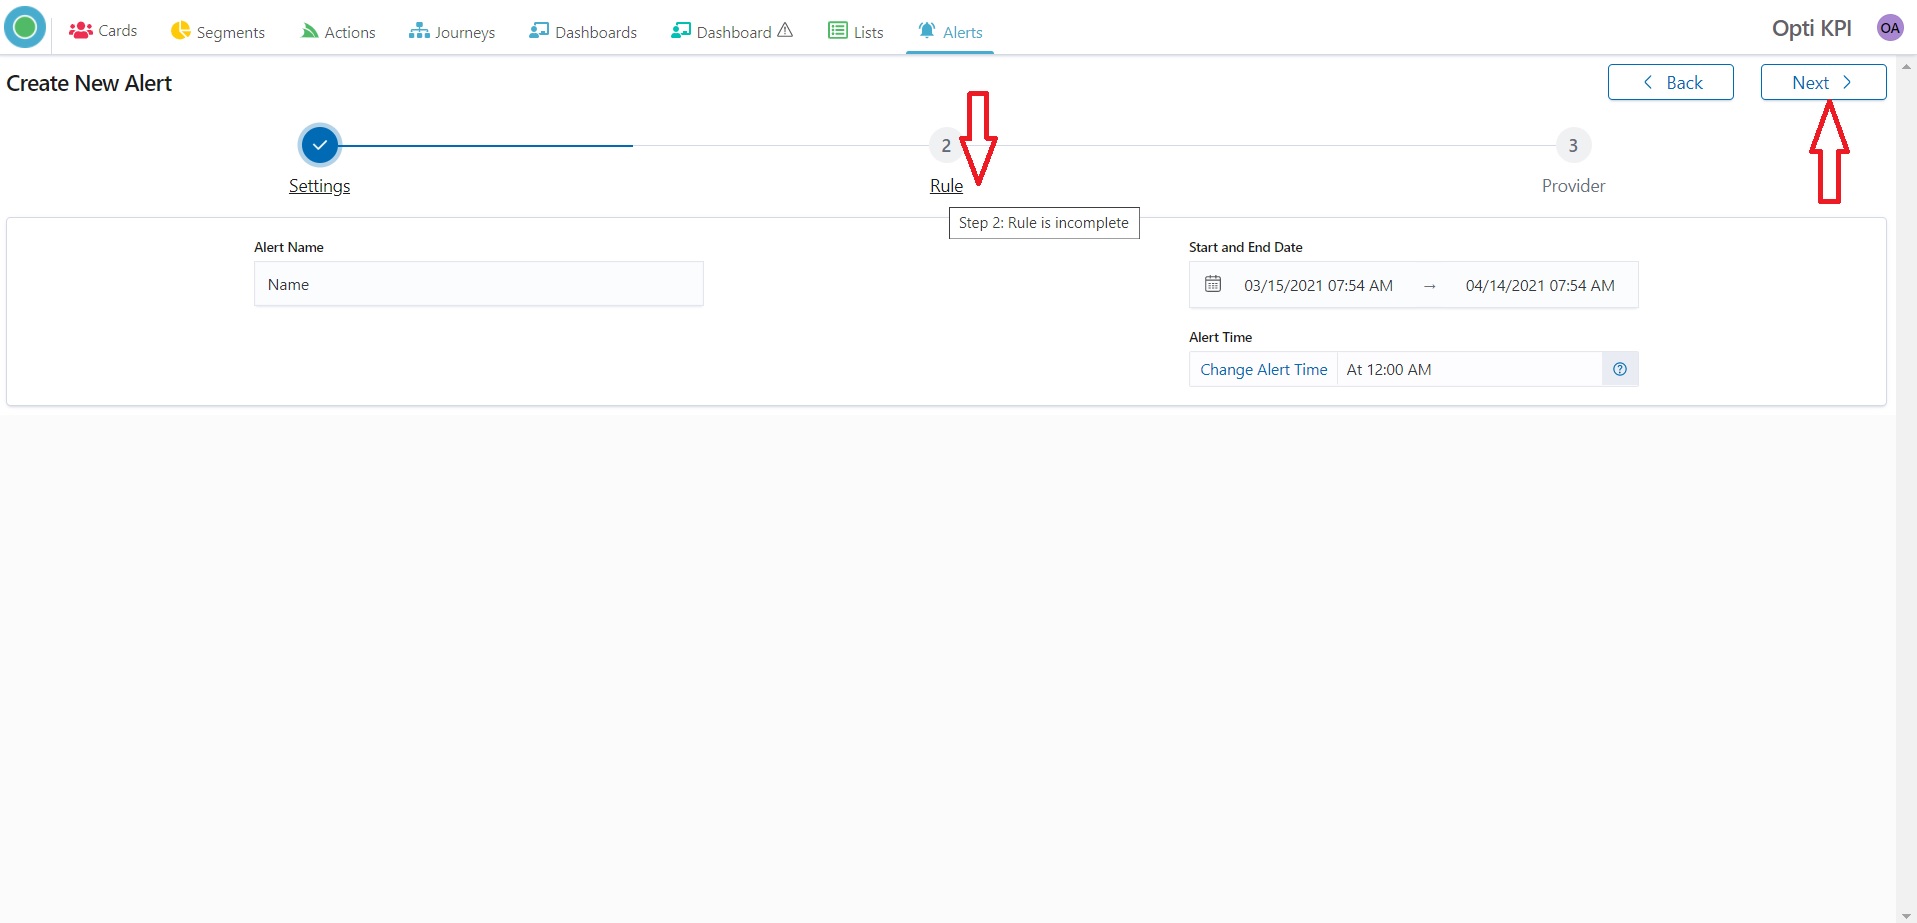 Cards
Segments
Actions
Journeys
Dashboards
Dashboard
Lists
Alerts
Opti KPI
OA
Create New Alert
Back
Next
2
3
Settings
Rule
Provider
Step 2: Rule is incomplete
Alert Name
Name
Start and End Date
03/15/2021 07:54 AM → 04/14/2021 07:54 AM
Alert Time
Change Alert Time At 12:00 AM